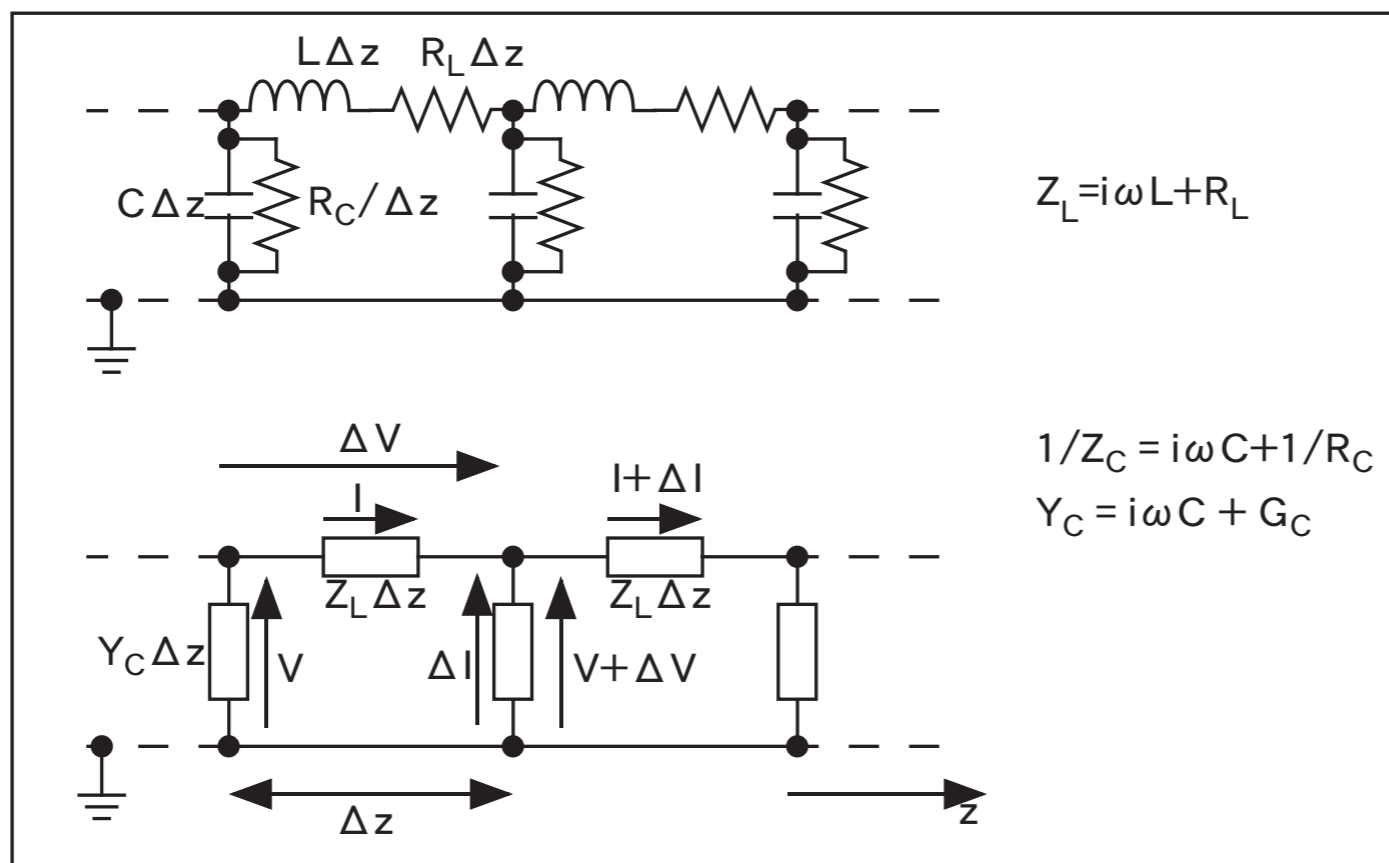 LΔz
R_LΔz
CΔz
R_C/Δz
Z_L=iωL+R_L
ΔV
1/Z_C = iωC+1/R_C
I
I+ΔI
Y_C = iωC + G_C
Z_LΔz
Z_LΔz
Y_CΔz
V
ΔI
V+ΔV
Δz
z